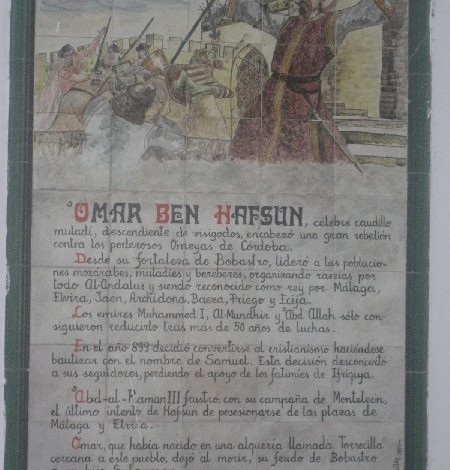 OMAR BEN HAFSUN, célebre caudillo
muladí, descendiente de visigodos, encabezó una gran rebelión
contra los poderosos Omeyas de Córdoba.
Desde su fortaleza de Bobastro, lideró a las poblacio-
nes mozárabes, muladíes y bereberes, organizando razzias por
todo Al-Andalus y siendo reconocido como rey por Málaga,
Elvira, Jaén, Archidona, Baeza, Priego y Ecija.
Los emires Muhammed I, Al-Mundhir y Abd Allah sólo con-
siguieron reducirlo tras más de 50 años de luchas.
En el año 899 decidió convertirse al cristianismo haciéndose
bautizar con el nombre de Samuel. Esta decisión desconcertó
a sus seguidores, perdiendo el apoyo de los fatimíes de Ifriqiya.
Abd-al-Raman III frustró, con su campaña de Monteleón,
el último intento de Hafsun de posesionarse de las plazas de
Málaga y Elvira.
Omar, que había nacido en una alquería llamada Torrecilla
cercana a este pueblo, dejó al morir, su feudo de Bobastro